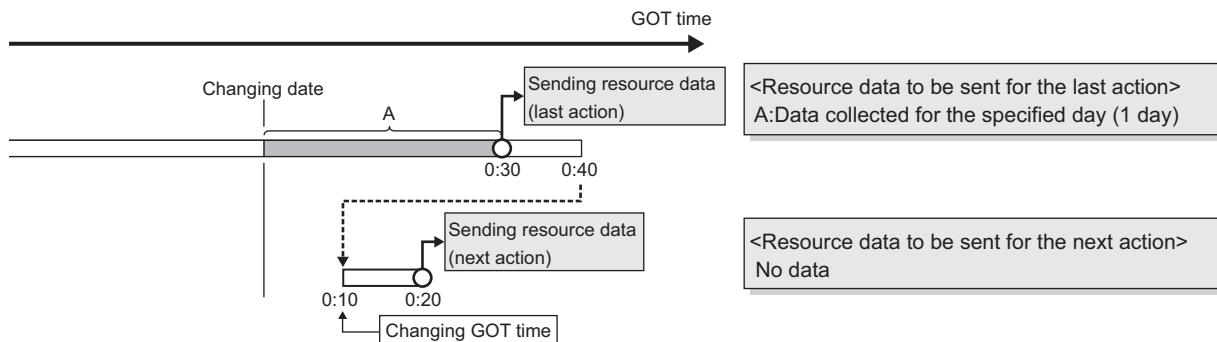 GOT time
Changing date
A
Sending resource data
(last action)
<Resource data to be sent for the last action>
A:Data collected for the specified day (1 day)
0:30
0:40
Sending resource data
(next action)
<Resource data to be sent for the next action>
No data
0:10
0:20
Changing GOT time